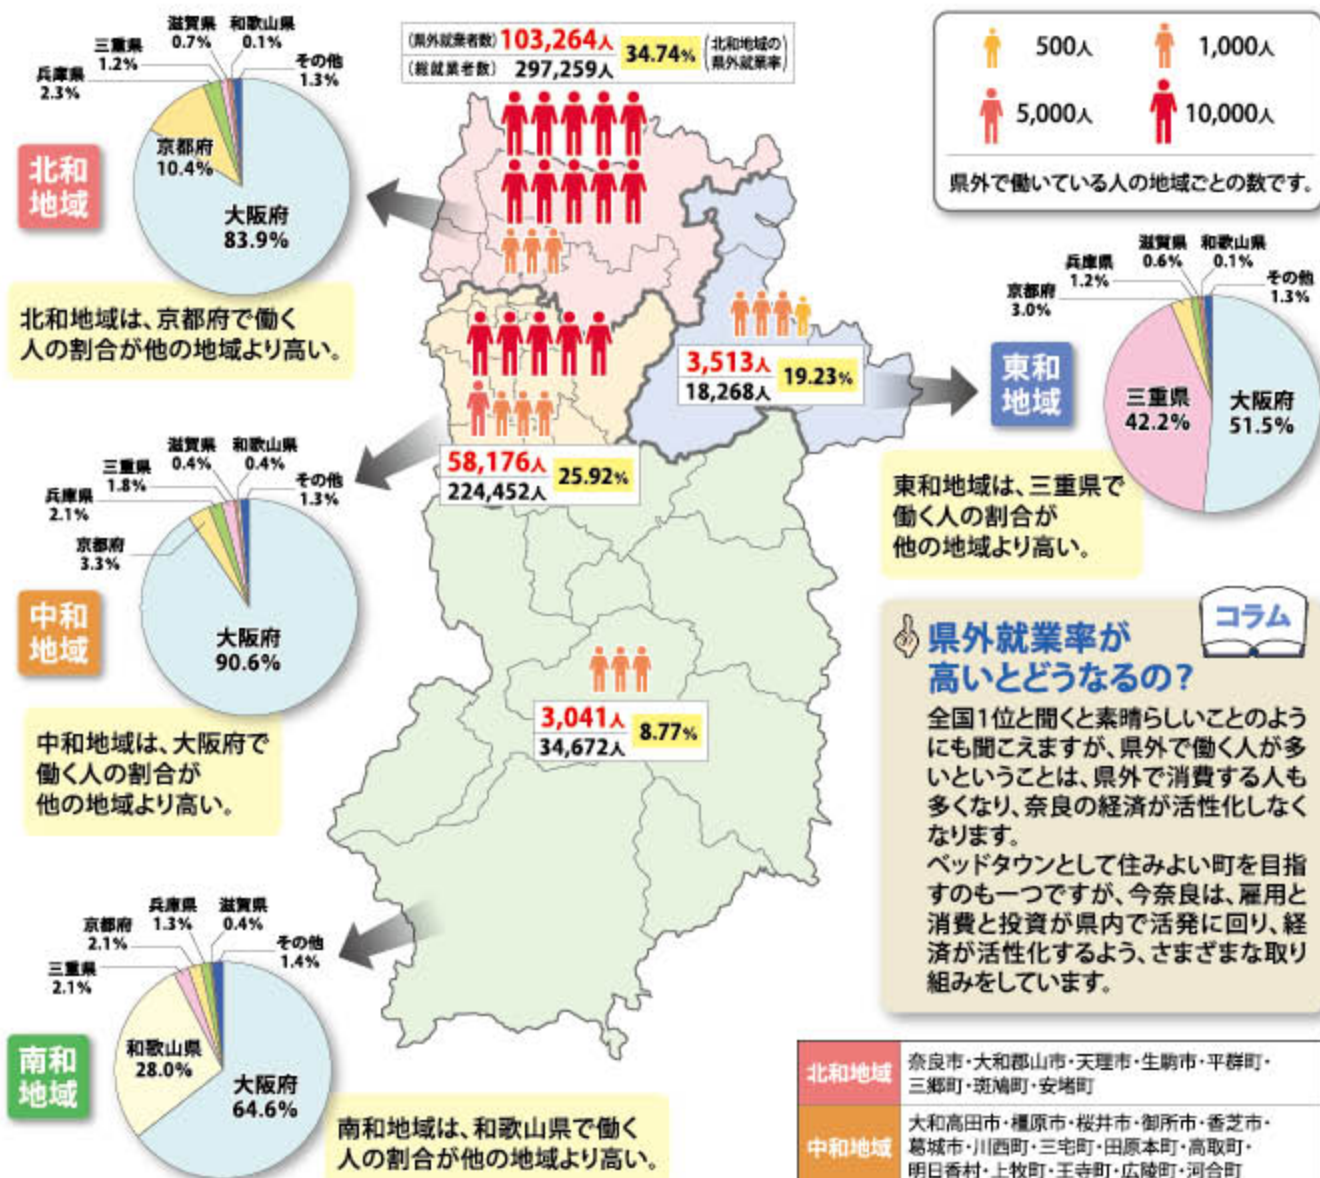 滋賀県
0.7%
和歌山県
0.1%
三重県
1.2%
その他
1.3%
兵庫県
2.3%
京都府
10.4%
大阪府
83.9%
北和
地域
北和地域は、京都府で働く
人の割合が他の地域より高い。
(県外就業者数) 103,264人
(総就業者数) 297,259人
34.74%
(北和地域の
県外就業率)
500人
1,000人
5,000人
10,000人
県外で働いている人の地域ごとの数です。
3,513人
18,268人
19.23%
滋賀県
0.6%
和歌山県
0.1%
兵庫県
1.2%
その他
1.3%
京都府
3.0%
三重県
42.2%
大阪府
51.5%
東和
地域
東和地域は、三重県で
働く人の割合が
他の地域より高い。
58,176人
224,452人
25.92%
滋賀県
0.4%
和歌山県
0.4%
三重県
1.8%
その他
1.3%
兵庫県
2.1%
京都府
3.3%
大阪府
90.6%
中和
地域
中和地域は、大阪府で
働く人の割合が
他の地域より高い。
3,041人
34,672人
8.77%
コラム
県外就業率が
高いとどうなるの?
全国1位と聞くと素晴らしいことのよう
にも聞こえますが、県外で働く人が多
いということは、県外で消費する人も
多くなり、奈良の経済が活性化しなく
なります。
ベッドタウンとして住みよい町を目指
すのも一つですが、今奈良は、雇用と
消費と投資が県内で活発に回り、経
済が活性化するよう、さまざまな取り
組みをしています。
兵庫県
1.3%
滋賀県
0.4%
京都府
2.1%
その他
1.4%
三重県
2.1%
和歌山県
28.0%
大阪府
64.6%
南和
地域
南和地域は、和歌山県で働く
人の割合が他の地域より高い。
北和地域
奈良市・大和郡山市・天理市・生駒市・平群町・
三郷町・斑鳩町・安堵町
中和地域
大和高田市・橿原市・桜井市・御所市・香芝市・
葛城市・川西町・三宅町・田原本町・高取町・
明日香村・上牧町・王寺町・広陵町・河合町